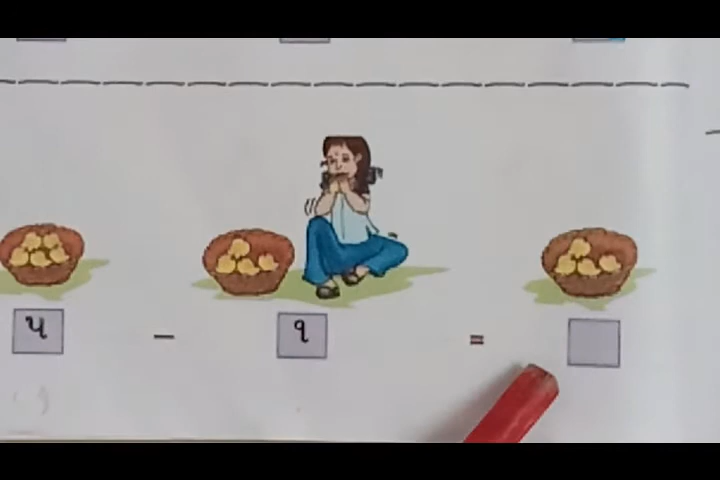 ૫ - ૧ =